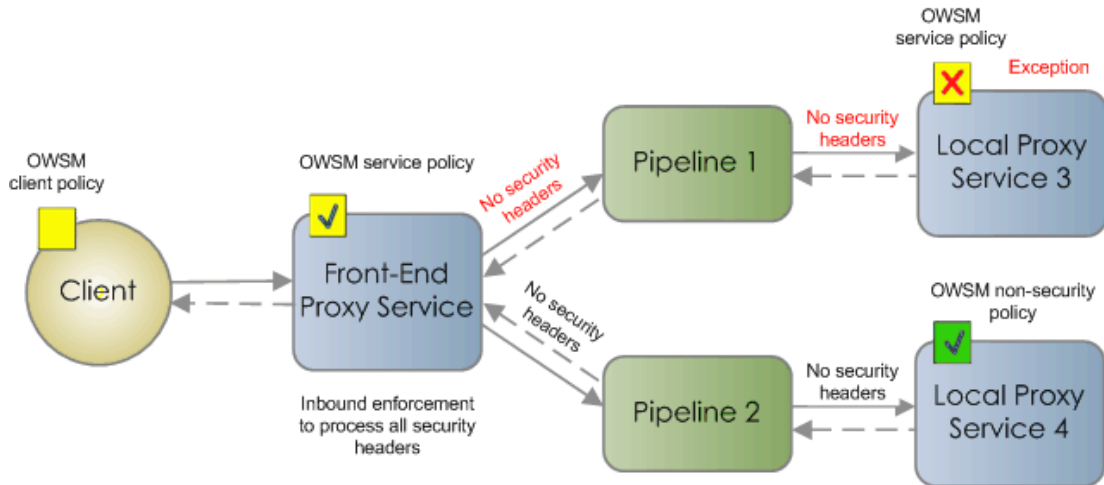 OWSM
client policy
Client
OWSM service policy
Front-End
Proxy Service
Inbound enforcement
to process all security
headers
No security
headers
Pipeline 1
No security
headers
OWSM
service policy
Exception
Local Proxy
Service 3
No security
headers
Pipeline 2
No security
headers
OWSM non-security
policy
Local Proxy
Service 4